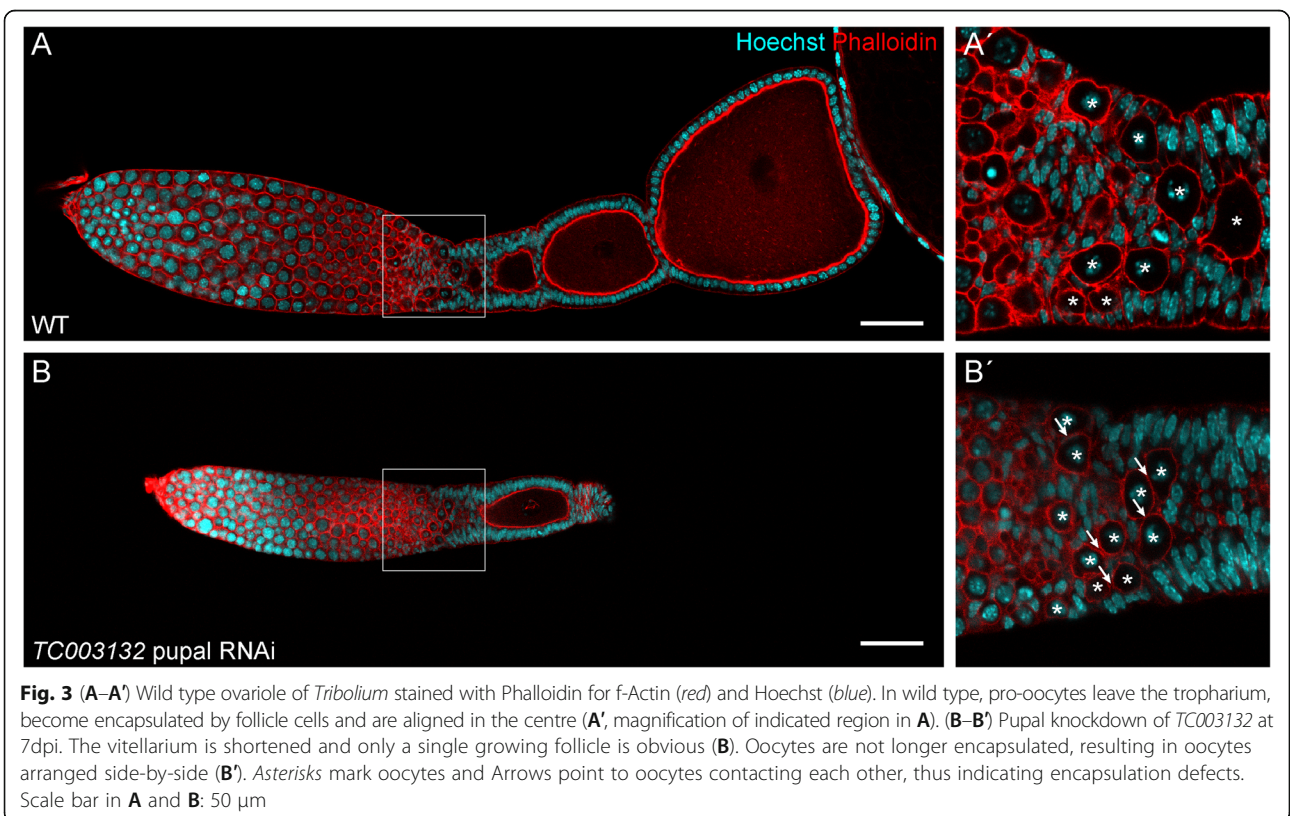 A
Hoechst Phalloidin
A´
*
*
*
*
*
*
*
*
WT
B
B´
*
*
*
*
*
*
*
*
*
*
*
*
TC003132 pupal RNAi
Fig. 3 (A–A’) Wild type ovariole of Tribolium stained with Phalloidin for f-Actin (red) and Hoechst (blue). In wild type, pro-oocytes leave the tropharium,
become encapsulated by follicle cells and are aligned in the centre (A’, magnification of indicated region in A). (B–B’) Pupal knockdown of TC003132 at
7dpi. The vitellarium is shortened and only a single growing follicle is obvious (B). Oocytes are not longer encapsulated, resulting in oocytes
arranged side-by-side (B’). Asterisks mark oocytes and Arrows point to oocytes contacting each other, thus indicating encapsulation defects.
Scale bar in A and B: 50 μm